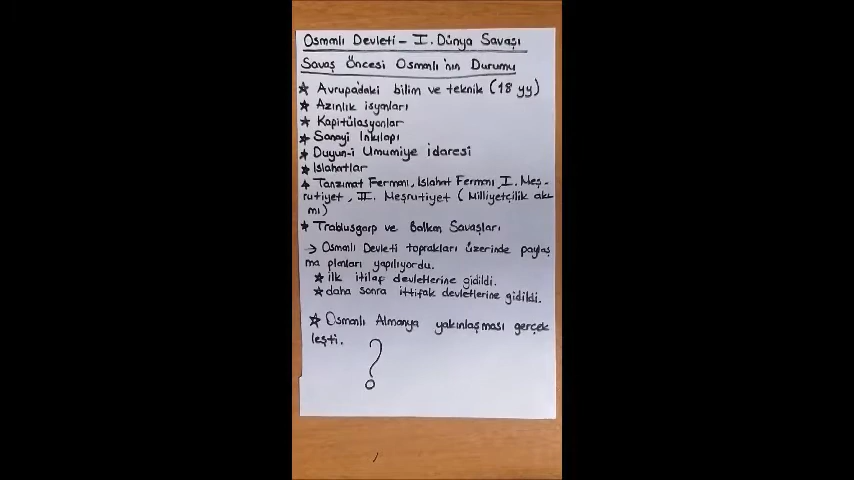 Osmanlı Devleti - I. Dünya Savaşı
Savaş Öncesi Osmanlı'nın Durumu
☆ Avrupadaki bilim ve teknik (18 yy)
☆ Azınlık isyanları
☆ Kapitülasyonlar
☆ Sanayi İnkılapı
☆ Duyun-i Umumiye idaresi
☆ Islahatlar
☆ Tanzimat Fermanı, Islahat Fermanı, I. Meş-
rutiyet, II. Meşrutiyet (Milliyetçilik akı-
mı)
☆ Trablusgarp ve Balkan Savaşları
→ Osmanlı Devleti toprakları üzerinde paylaş
ma planları yapılıyordu.
☆ ilk itilaf devletlerine gidildi.
☆ daha sonra ittifak devletlerine gidildi.
☆ Osmanlı Almanya yakınlaşması gerçek
leşti.
?